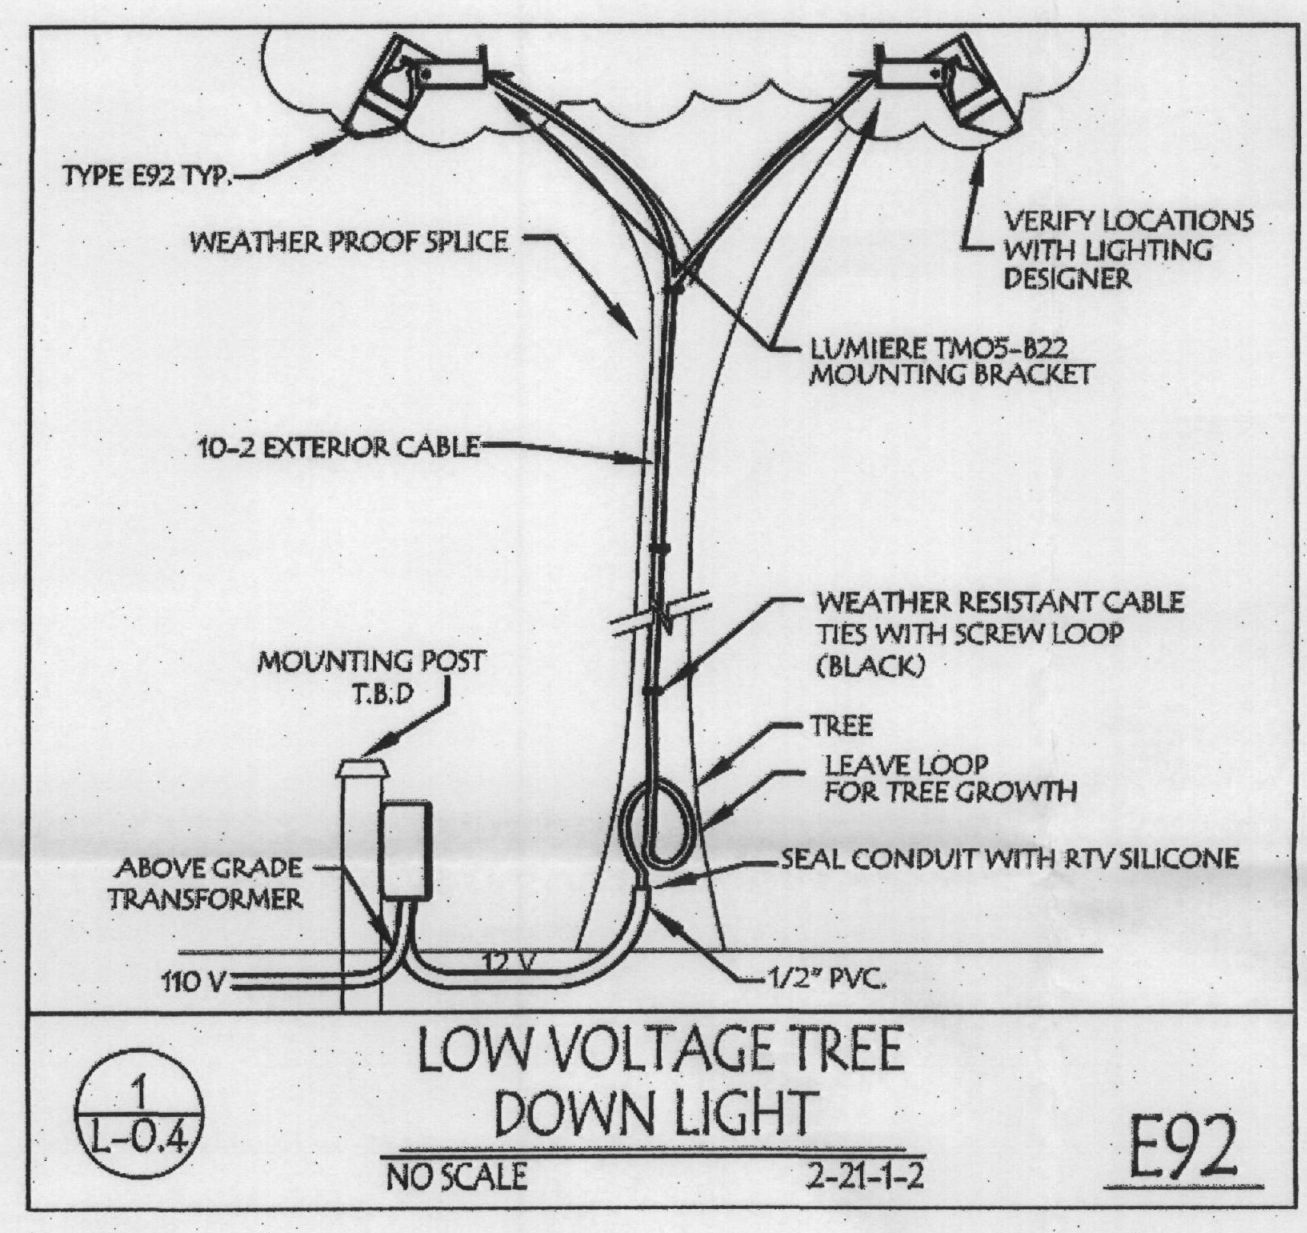 TYPE E92 TYP.
WEATHER PROOF SPLICE
VERIFY LOCATIONS
WITH LIGHTING
DESIGNER
LUMIERE TM05-B22
MOUNTING BRACKET
10-2 EXTERIOR CABLE
WEATHER RESISTANT CABLE
TIES WITH SCREW LOOP
(BLACK)
MOUNTING POST
T.B.D
TREE
LEAVE LOOP
FOR TREE GROWTH
ABOVE GRADE
TRANSFORMER
SEAL CONDUIT WITH RTV SILICONE
110 V
12 V
1/2" PVC.
1
L-0.4
LOW VOLTAGE TREE
DOWN LIGHT
NO SCALE
2-21-1-2
E92